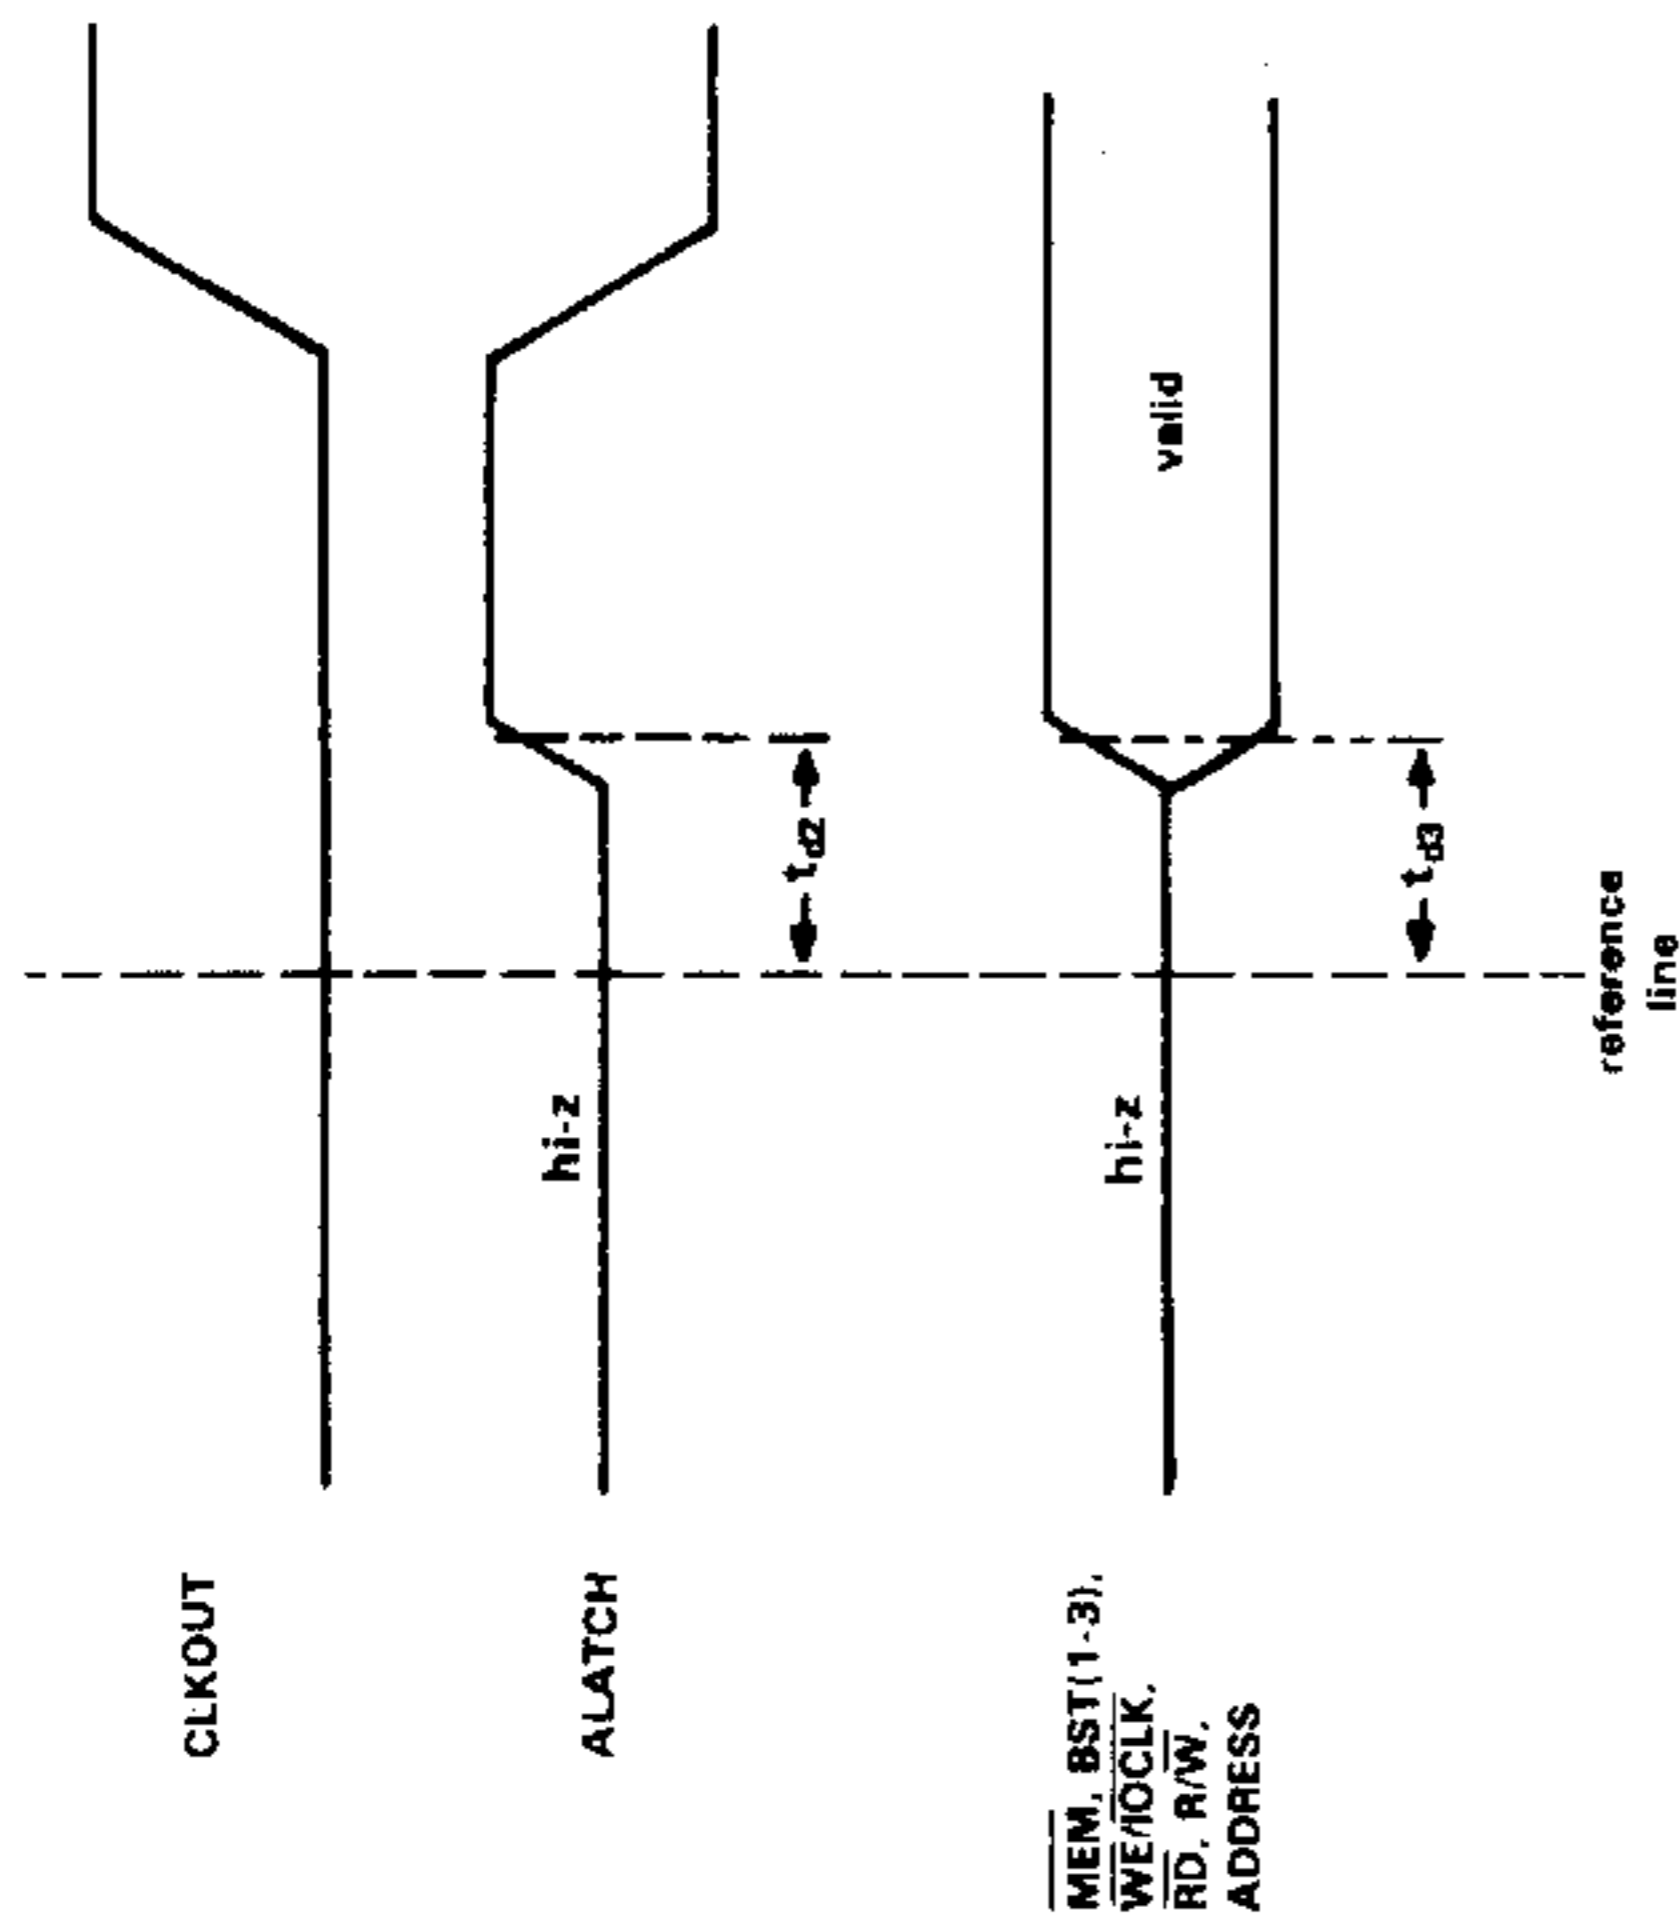 CLKOUT
ALATCH
hi-z
t_d2
MEM, BST(1-3),
WE/IOCLK,
RD, R/W,
ADDRESS
hi-z
valid
t_d3
reference
line